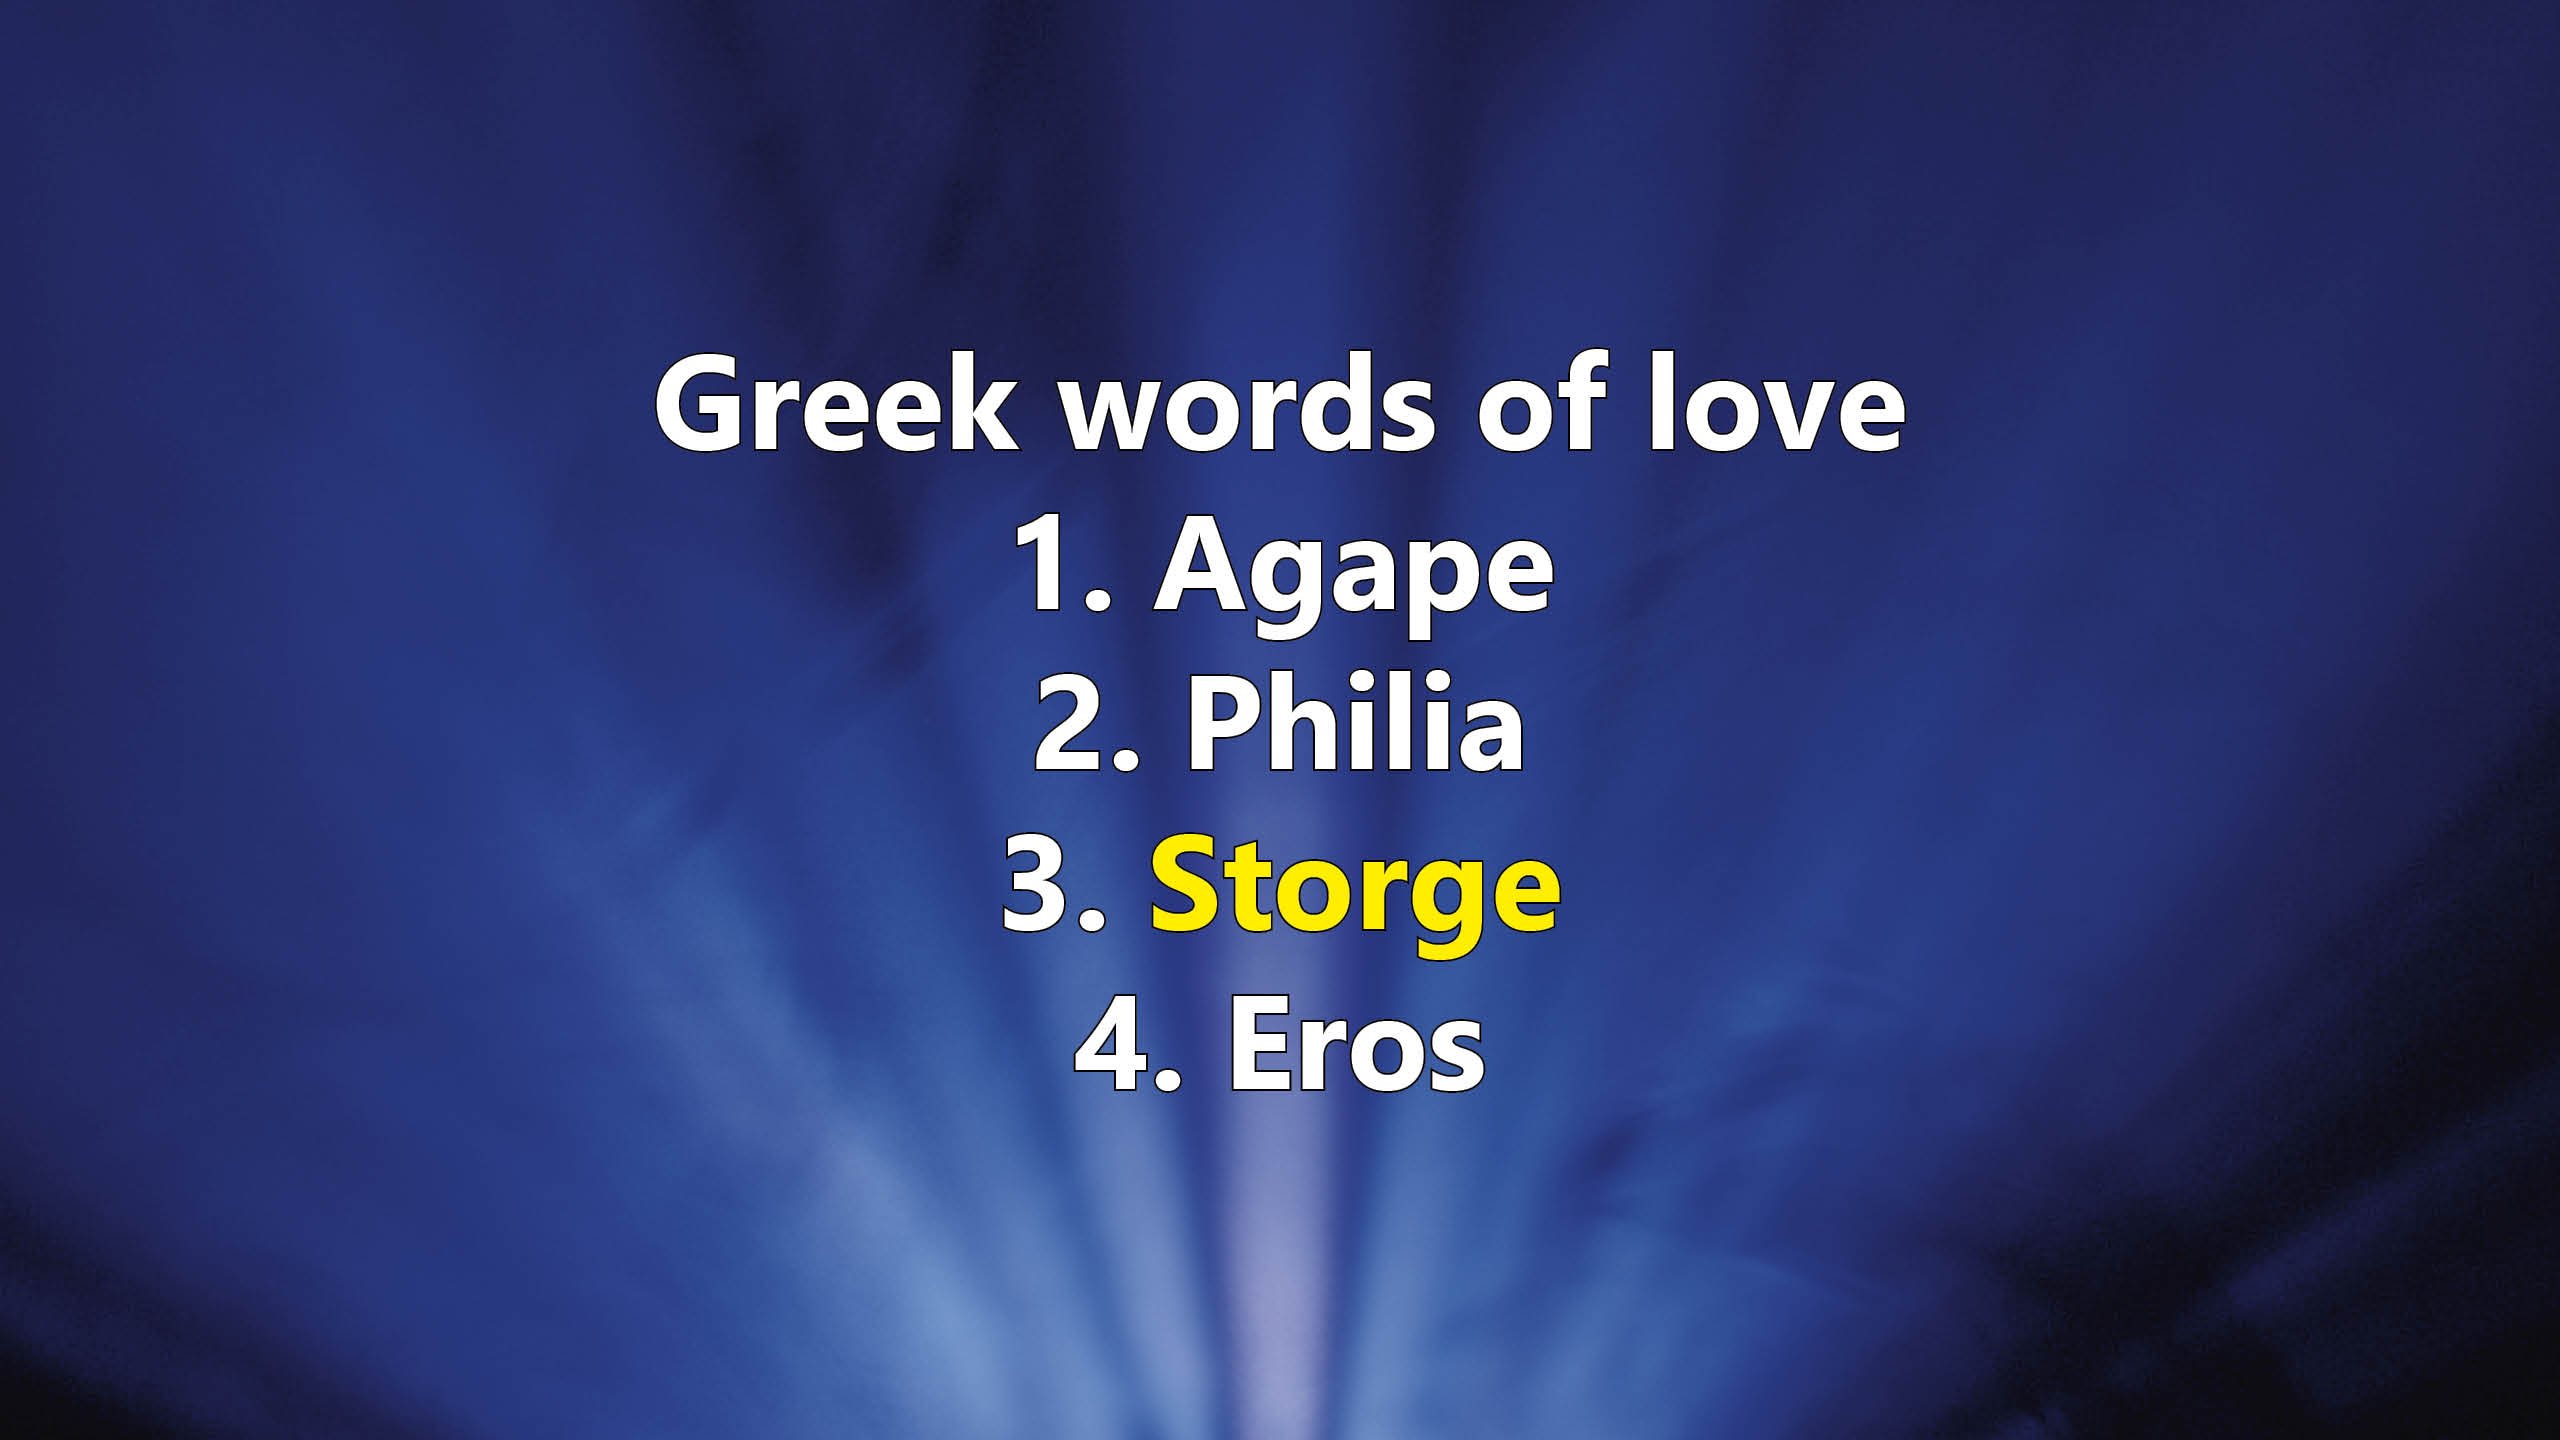 Greek words of love
1. Agape
2. Philia
3. Storge
4. Eros